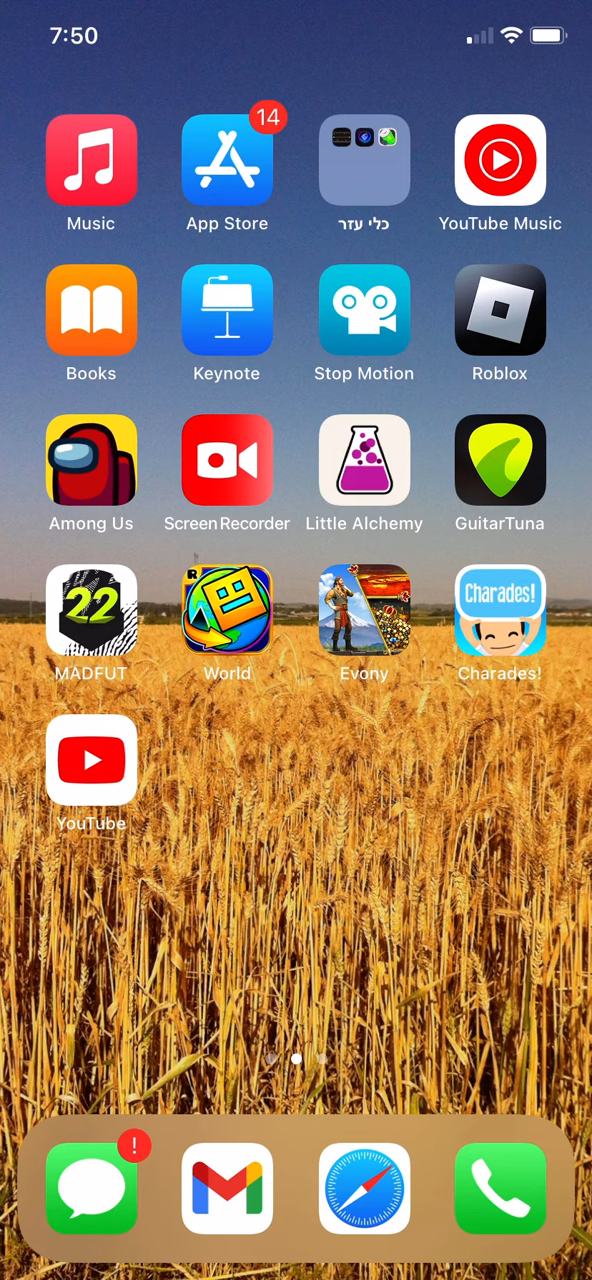 7:50
14
Music
App Store
כלי עזר
YouTube Music
Books
Keynote
Stop Motion
Roblox
Among Us
Screen Recorder
Little Alchemy
GuitarTuna
22
R
Charades!
MADFUT
World
Evony
Charades!
YouTube
!